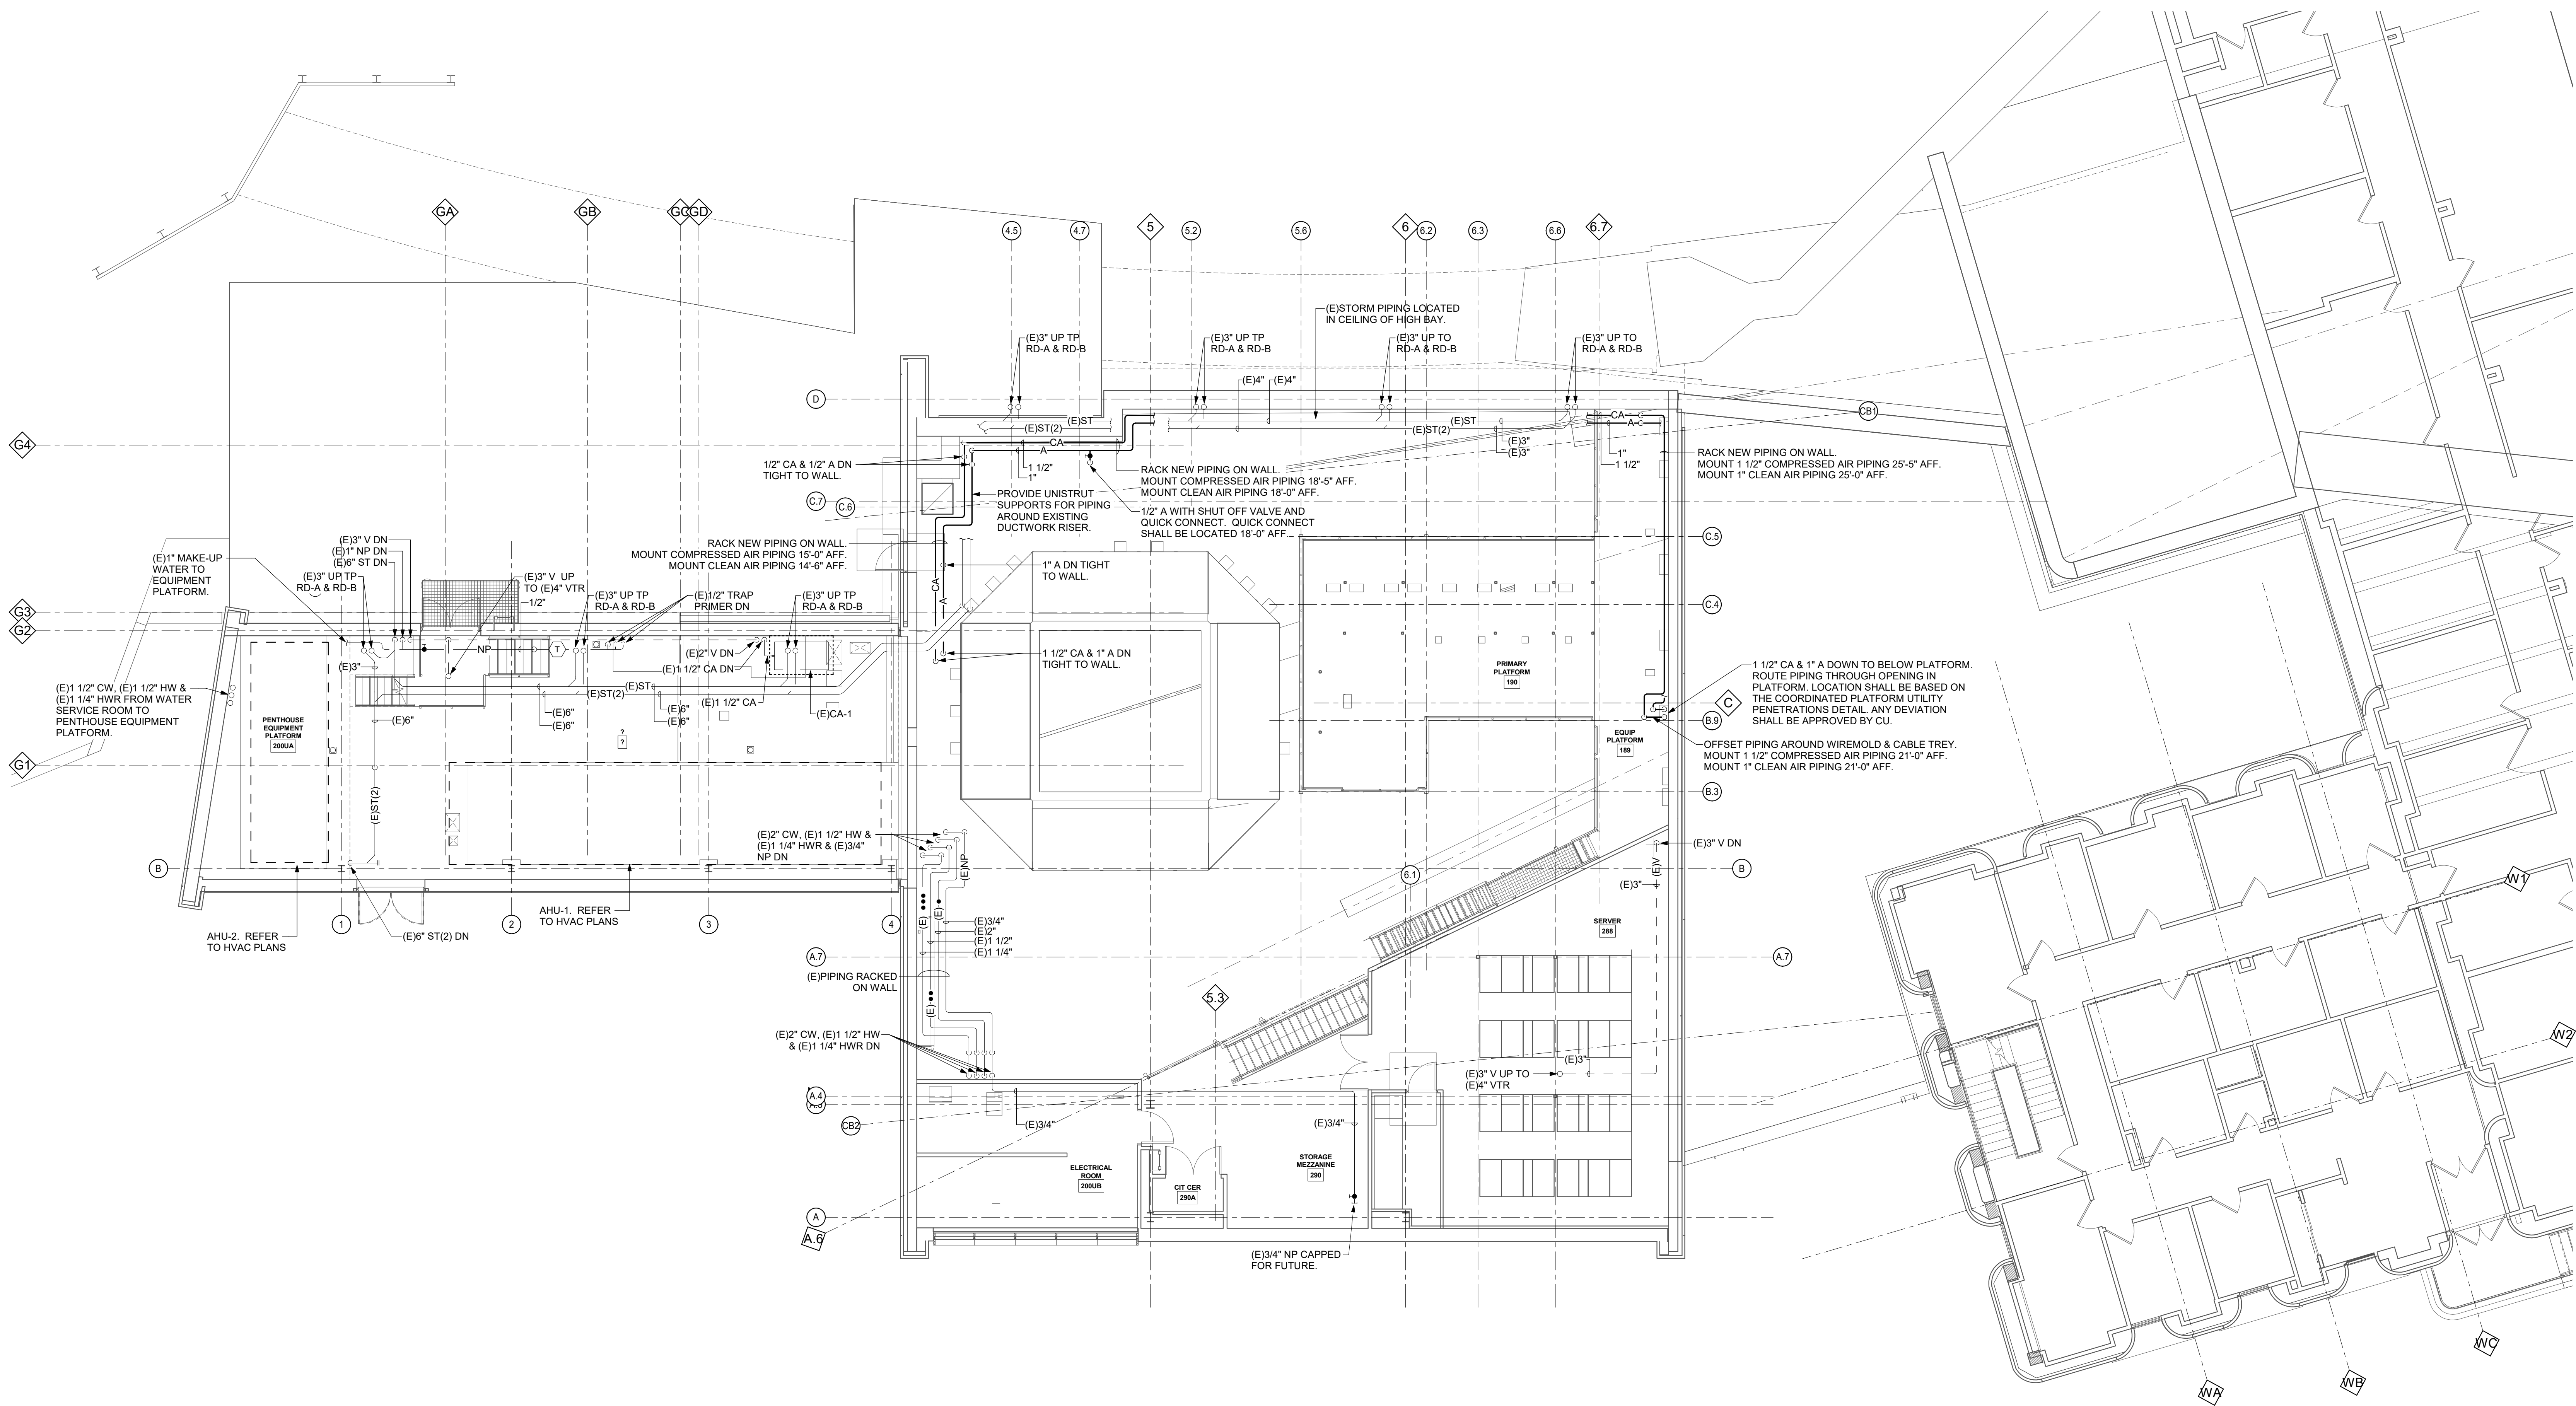 GA
GB
GC
GD
4.5
4.7
5
5.2
5.6
6
6.2
6.3
6.6
6.7
(E)STORM PIPING LOCATED
IN CEILING OF HIGH BAY.
(E)3" UP TP
RD-A & RD-B
(E)3" UP TP
RD-A & RD-B
(E)3" UP TO
RD-A & RD-B
(E)3" UP TO
RD-A & RD-B
(E)4"
(E)4"
D
CB1
(E)ST
(E)ST(2)
(E)ST
(E)ST(2)
CA
A
CA
A
G4
(E)3"
(E)3"
1/2" CA & 1/2" A DN
TIGHT TO WALL.
1 1/2"
1"
RACK NEW PIPING ON WALL.
MOUNT COMPRESSED AIR PIPING 18'-5" AFF.
MOUNT CLEAN AIR PIPING 18'-0" AFF.
1"
1 1/2"
RACK NEW PIPING ON WALL.
MOUNT 1 1/2" COMPRESSED AIR PIPING 25'-5" AFF.
MOUNT 1" CLEAN AIR PIPING 25'-0" AFF.
C.7
C.6
PROVIDE UNISTRUT
SUPPORTS FOR PIPING
AROUND EXISTING
DUCTWORK RISER.
1/2" A WITH SHUT OFF VALVE AND
QUICK CONNECT. QUICK CONNECT
SHALL BE LOCATED 18'-0" AFF.
C.5
RACK NEW PIPING ON WALL.
MOUNT COMPRESSED AIR PIPING 15'-0" AFF.
MOUNT CLEAN AIR PIPING 14'-6" AFF.
1" A DN TIGHT
TO WALL.
CA
A
(E)3" V DN
(E)1" NP DN
(E)6" ST DN
(E)3" UP TP
RD-A & RD-B
(E)1" MAKE-UP
WATER TO
EQUIPMENT
PLATFORM.
(E)3" V UP
TO (E)4" VTR
1/2"
(E)3" UP TP
RD-A & RD-B
(E)1/2" TRAP
PRIMER DN
(E)3" UP TP
RD-A & RD-B
C.4
G3
G2
NP
T
(E)2" V DN
(E)1 1/2" CA DN
(E)3"
1 1/2" CA & 1" A DN
TIGHT TO WALL.
PRIMARY
PLATFORM
190
1 1/2" CA & 1" A DOWN TO BELOW PLATFORM.
ROUTE PIPING THROUGH OPENING IN
PLATFORM. LOCATION SHALL BE BASED ON
THE COORDINATED PLATFORM UTILITY
PENETRATIONS DETAIL. ANY DEVIATION
SHALL BE APPROVED BY CU.
C
B.9
(E)1 1/2" CW, (E)1 1/2" HW &
(E)1 1/4" HWR FROM WATER
SERVICE ROOM TO
PENTHOUSE EQUIPMENT
PLATFORM.
(E)ST
(E)ST(2)
(E)1 1/2" CA
(E)CA-1
(E)6"
(E)6"
(E)6"
(E)6"
(E)6"
PENTHOUSE
EQUIPMENT
PLATFORM
200UA
?
?
EQUIP
PLATFORM
189
OFFSET PIPING AROUND WIREMOLD & CABLE TREY.
MOUNT 1 1/2" COMPRESSED AIR PIPING 21'-0" AFF.
MOUNT 1" CLEAN AIR PIPING 21'-0" AFF.
G1
B.3
(E)ST(2)
(E)2" CW, (E)1 1/2" HW &
(E)1 1/4" HWR & (E)3/4"
NP DN
(E)NP
(E)3" V DN
(E)V
(E)3"
B
B
6.1
W1
1
2
3
4
AHU-2. REFER
TO HVAC PLANS
(E)6" ST(2) DN
AHU-1. REFER
TO HVAC PLANS
(E)
(E)
(E)3/4"
(E)2"
(E)1 1/2"
(E)1 1/4"
SERVER
288
A.7
A.7
(E)PIPING RACKED
ON WALL
(E)
5.3
(E)2" CW, (E)1 1/2" HW
& (E)1 1/4" HWR DN
W2
(E)3"
(E)3" V UP TO
(E)4" VTR
A.4
CB2
(E)3/4"
(E)3/4"
ELECTRICAL
ROOM
200UB
CIT CER
290A
STORAGE
MEZZANINE
290
A
A.6
(E)3/4" NP CAPPED
FOR FUTURE.
WA
WB
WC